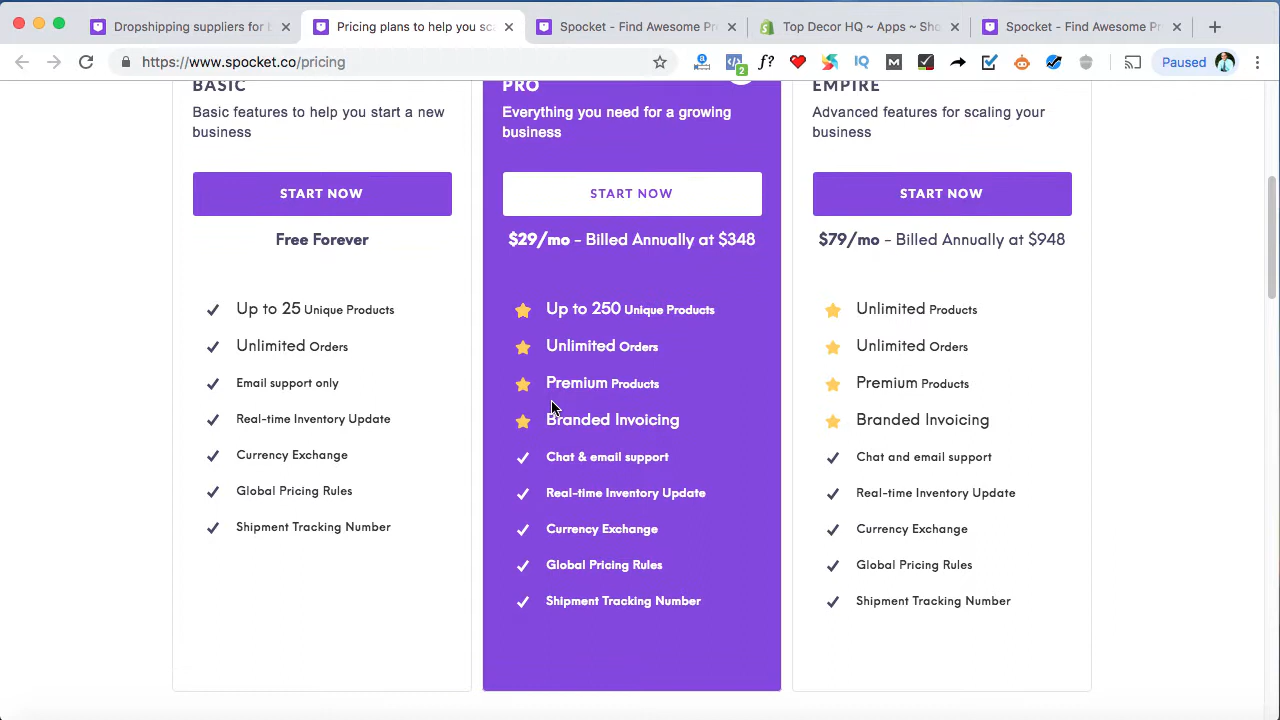 Dropshipping suppliers for b
Pricing plans to help you sca
Spocket - Find Awesome Pr
Top Decor HQ ~ Apps ~ Sho
Spocket - Find Awesome Pr
https://www.spocket.co/pricing
2
f?
IQ
M
Paused
BASIC
Basic features to help you start a new
business
START NOW
Free Forever
Up to 25 Unique Products
Unlimited Orders
Email support only
Real-time Inventory Update
Currency Exchange
Global Pricing Rules
Shipment Tracking Number
PRO
Everything you need for a growing
business
START NOW
$29/mo - Billed Annually at $348
Up to 250 Unique Products
Unlimited Orders
Premium Products
Branded Invoicing
Chat & email support
Real-time Inventory Update
Currency Exchange
Global Pricing Rules
Shipment Tracking Number
EMPIRE
Advanced features for scaling your
business
START NOW
$79/mo - Billed Annually at $948
Unlimited Products
Unlimited Orders
Premium Products
Branded Invoicing
Chat and email support
Real-time Inventory Update
Currency Exchange
Global Pricing Rules
Shipment Tracking Number